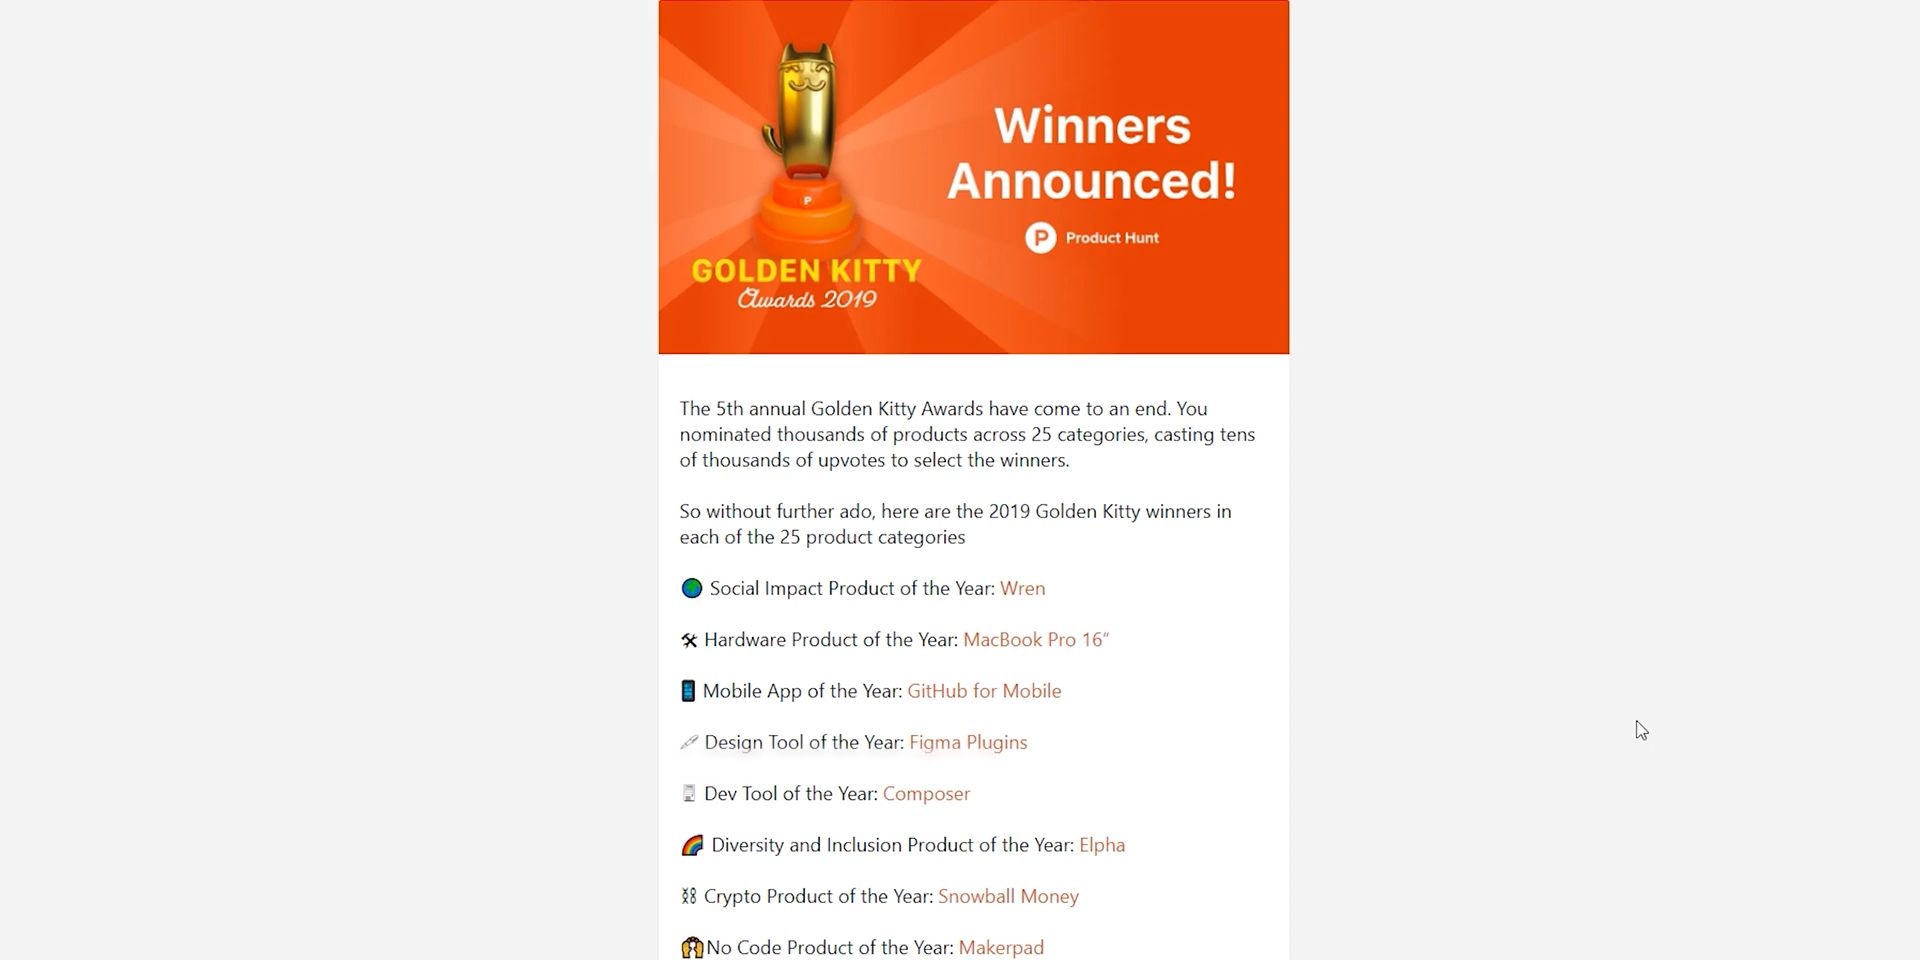 Winners
Announced!
P Product Hunt
P
GOLDEN KITTY
Awards 2019
The 5th annual Golden Kitty Awards have come to an end. You
nominated thousands of products across 25 categories, casting tens
of thousands of upvotes to select the winners.
So without further ado, here are the 2019 Golden Kitty winners in
each of the 25 product categories
Social Impact Product of the Year: Wren
Hardware Product of the Year: MacBook Pro 16“
Mobile App of the Year: GitHub for Mobile
Design Tool of the Year: Figma Plugins
Dev Tool of the Year: Composer
Diversity and Inclusion Product of the Year: Elpha
Crypto Product of the Year: Snowball Money
No Code Product of the Year: Makerpad